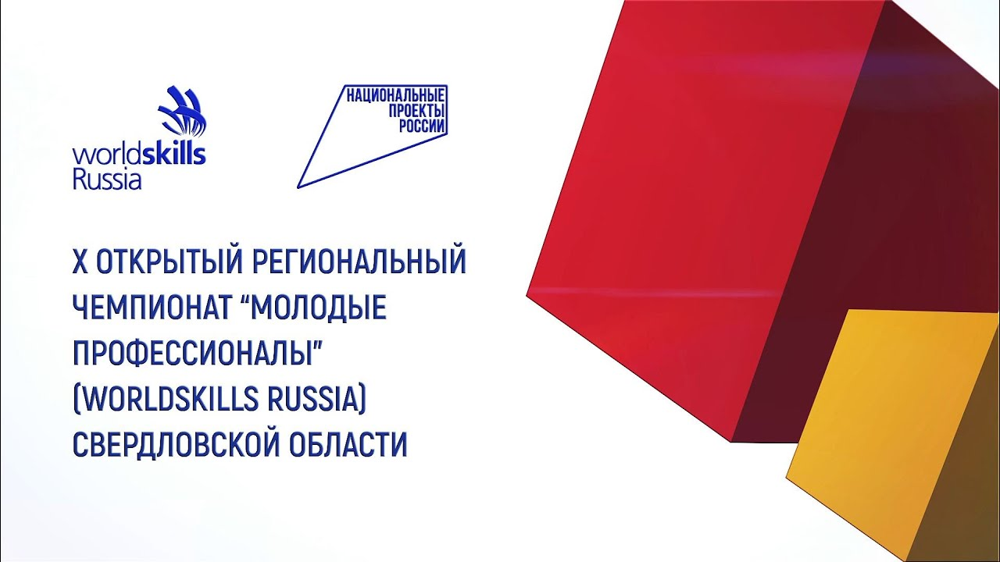 worldskills
Russia
НАЦИОНАЛЬНЫЕ
ПРОЕКТЫ
РОССИИ
X ОТКРЫТЫЙ РЕГИОНАЛЬНЫЙ
ЧЕМПИОНАТ “МОЛОДЫЕ
ПРОФЕССИОНАЛЫ”
(WORLDSKILLS RUSSIA)
СВЕРДЛОВСКОЙ ОБЛАСТИ